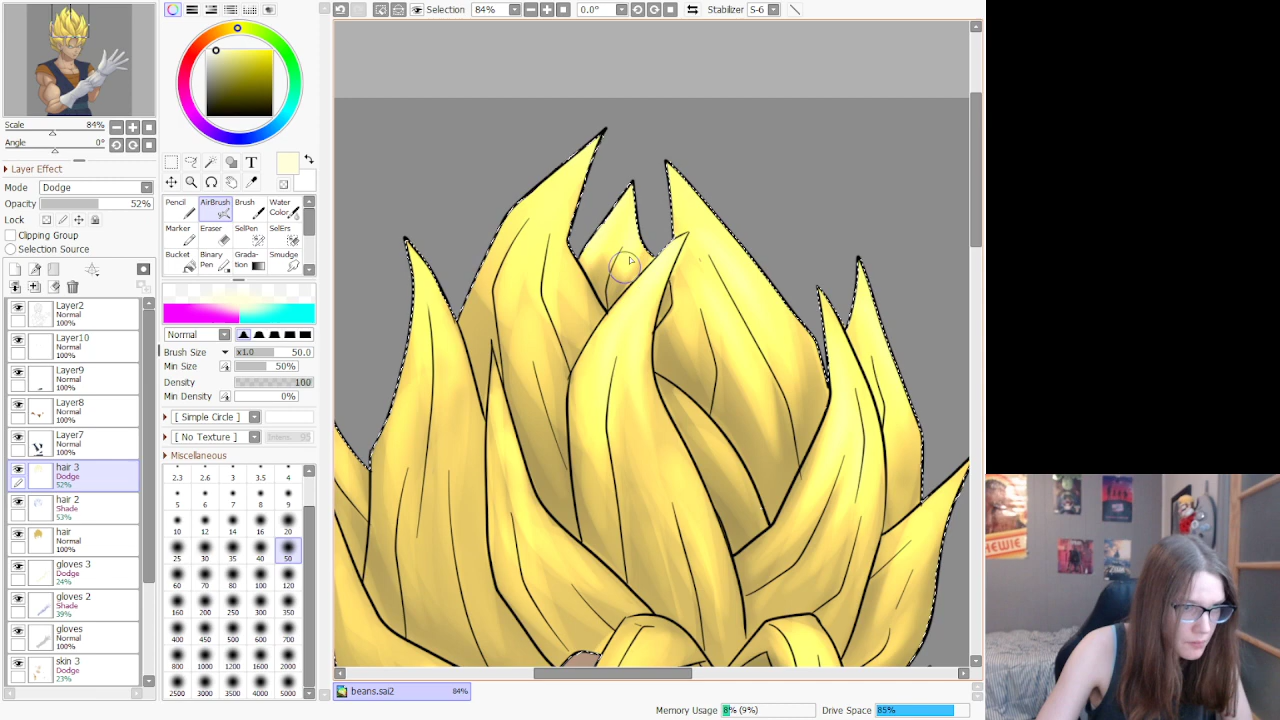 Selection
84%
0.0°
Stabilizer
S-6
Scale
84%
Angle
0°
Layer Effect
Mode
Dodge
Opacity
52%
Lock
Clipping Group
Selection Source
Layer2
Normal
100%
Layer10
Normal
100%
Layer9
Normal
100%
Layer8
Normal
100%
Layer7
Normal
100%
hair 3
Dodge
52%
hair 2
Shade
53%
hair
Normal
100%
gloves 3
Dodge
24%
gloves 2
Shade
39%
gloves
Normal
100%
skin 3
Dodge
23%
T
Pencil
AirBrush
Brush
Water
Color
Marker
Eraser
SelPen
SelErs
Bucket
Binary
Pen
Grada-
tion
Smudge
Normal
Brush Size
x1.0
50.0
Min Size
50%
Density
100
Min Density
0%
[ Simple Circle ]
[ No Texture ]
Intens.
95
Miscellaneous
2.3 2.6 3 3.5 4
5 6 7 8 9
10 12 14 16 20
25 30 35 40 50
60 70 80 100 120
160 200 250 300 350
400 450 500 600 700
800 1000 1200 1600 2000
2500 3000 3500 4000 5000
beans.sai2
84%
Memory Usage
8% (9%)
Drive Space
85%